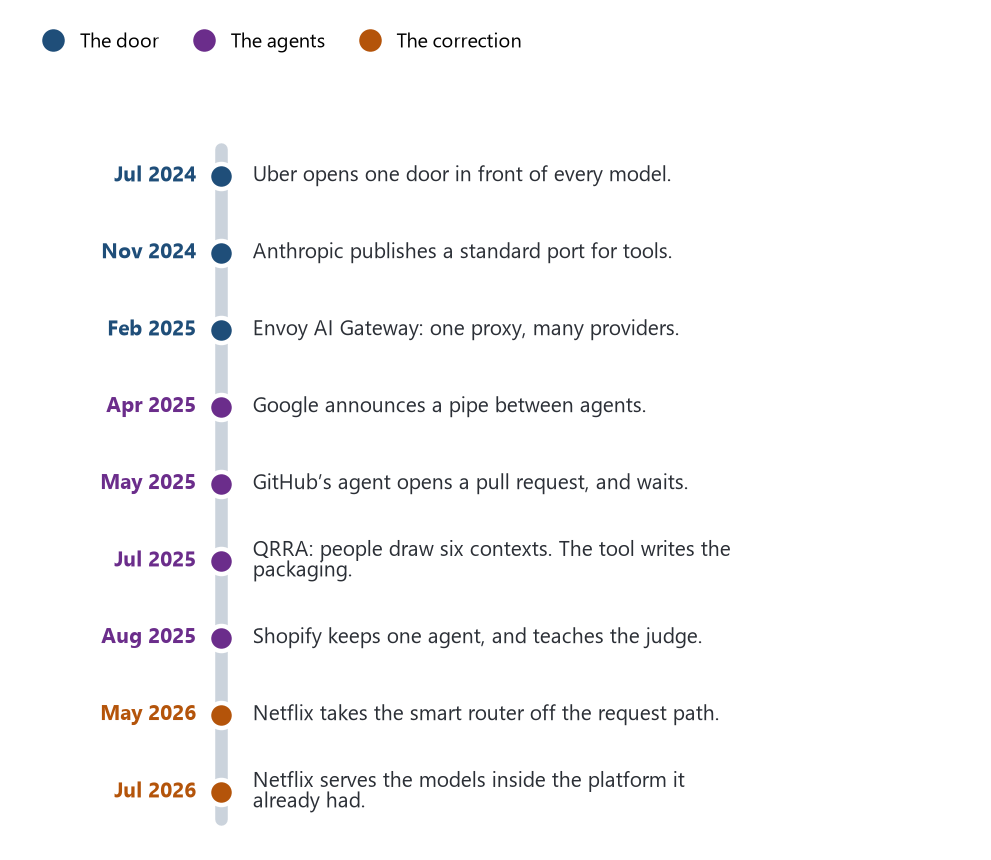 The door
The agents
The correction
Jul 2024
Uber opens one door in front of every model.
Nov 2024
Anthropic publishes a standard port for tools.
Feb 2025
Envoy AI Gateway: one proxy, many providers.
Apr 2025
Google announces a pipe between agents.
May 2025
GitHub’s agent opens a pull request, and waits.
Jul 2025
QRRA: people draw six contexts. The tool writes the
packaging.
Aug 2025
Shopify keeps one agent, and teaches the judge.
May 2026
Netflix takes the smart router off the request path.
Jul 2026
Netflix serves the models inside the platform it
already had.